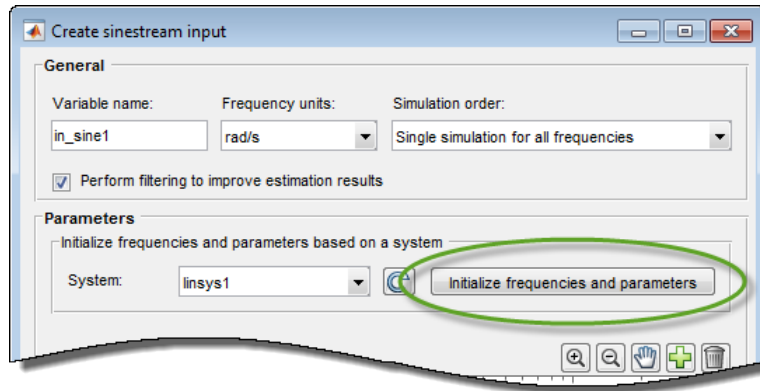 Create sinestream input
General
Variable name: Frequency units: Simulation order:
in_sine1 rad/s Single simulation for all frequencies
Perform filtering to improve estimation results
Parameters
Initialize frequencies and parameters based on a system
System: linsys1 Initialize frequencies and parameters